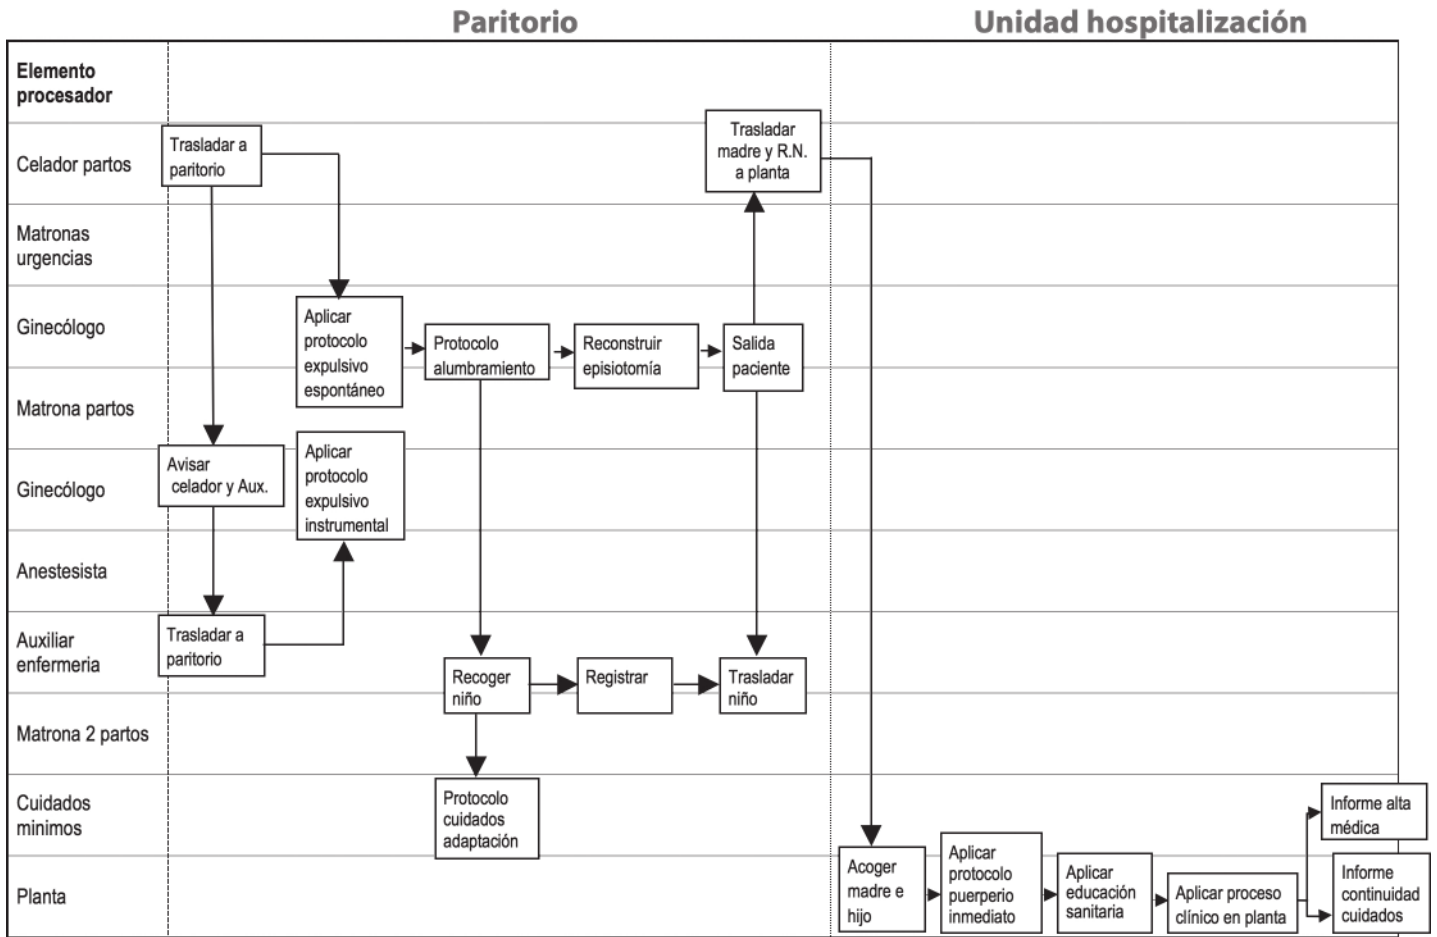 Paritorio
Unidad hospitalización
Elemento
procesador
Celador partos
Trasladar a
paritorio
Trasladar
madre y R.N.
a planta
Matronas
urgencias
Ginecólogo
Aplicar
protocolo
expulsivo
espontáneo
Protocolo
alumbramiento
Reconstruir
episiotomía
Salida
paciente
Matrona partos
Ginecólogo
Avisar
celador y Aux.
Aplicar
protocolo
expulsivo
instrumental
Anestesista
Auxiliar
enfermeria
Trasladar a
paritorio
Recoger
niño
Registrar
Trasladar
niño
Matrona 2 partos
Cuidados
minimos
Protocolo
cuidados
adaptación
Informe alta
médica
Planta
Acoger
madre e
hijo
Aplicar
protocolo
puerperio
inmediato
Aplicar
educación
sanitaria
Aplicar proceso
clínico en planta
Informe
continuidad
cuidados